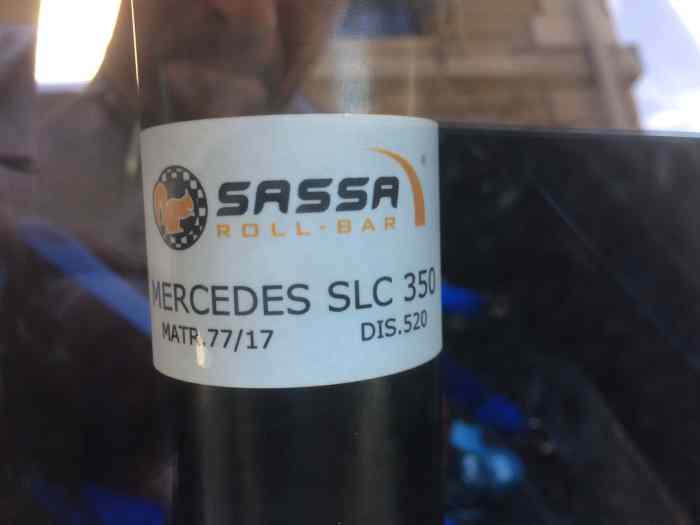 SASSA
ROLL-BAR
MERCEDES SLC 350
MATR.77/17 DIS.520